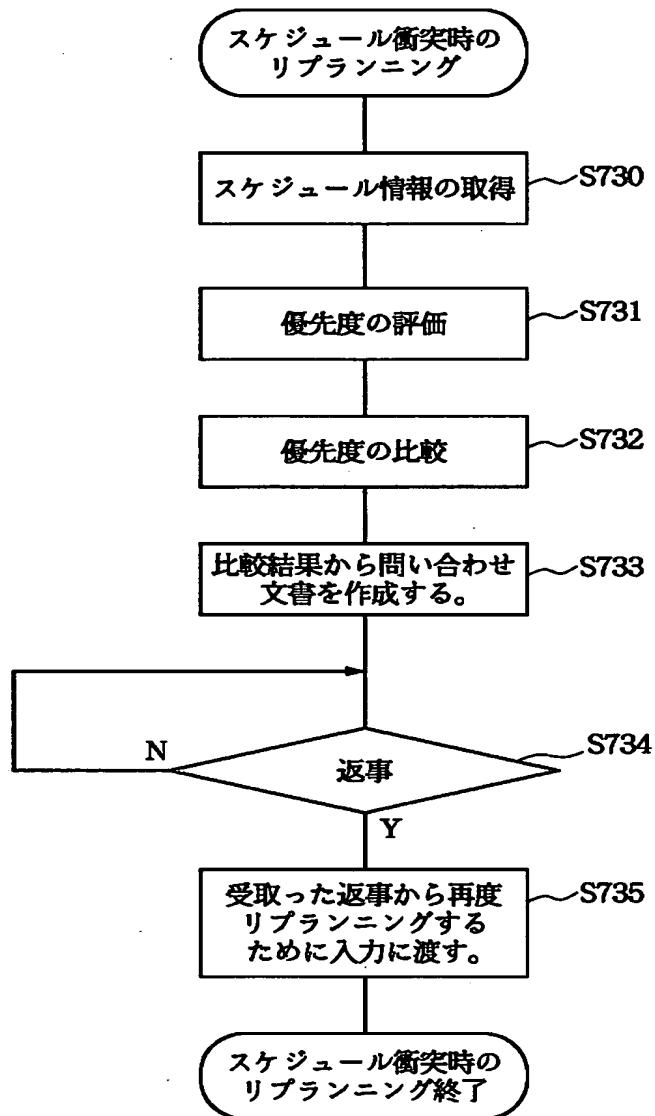 スケジュール衝突時の
リプランニング
スケジュール情報の取得
S730
優先度の評価
S731
優先度の比較
S732
比較結果から問い合わせ
文書を作成する。
S733
N
返事
S734
Y
受取った返事から再度
リプランニングする
ために入力に渡す。
S735
スケジュール衝突時の
リプランニング終了